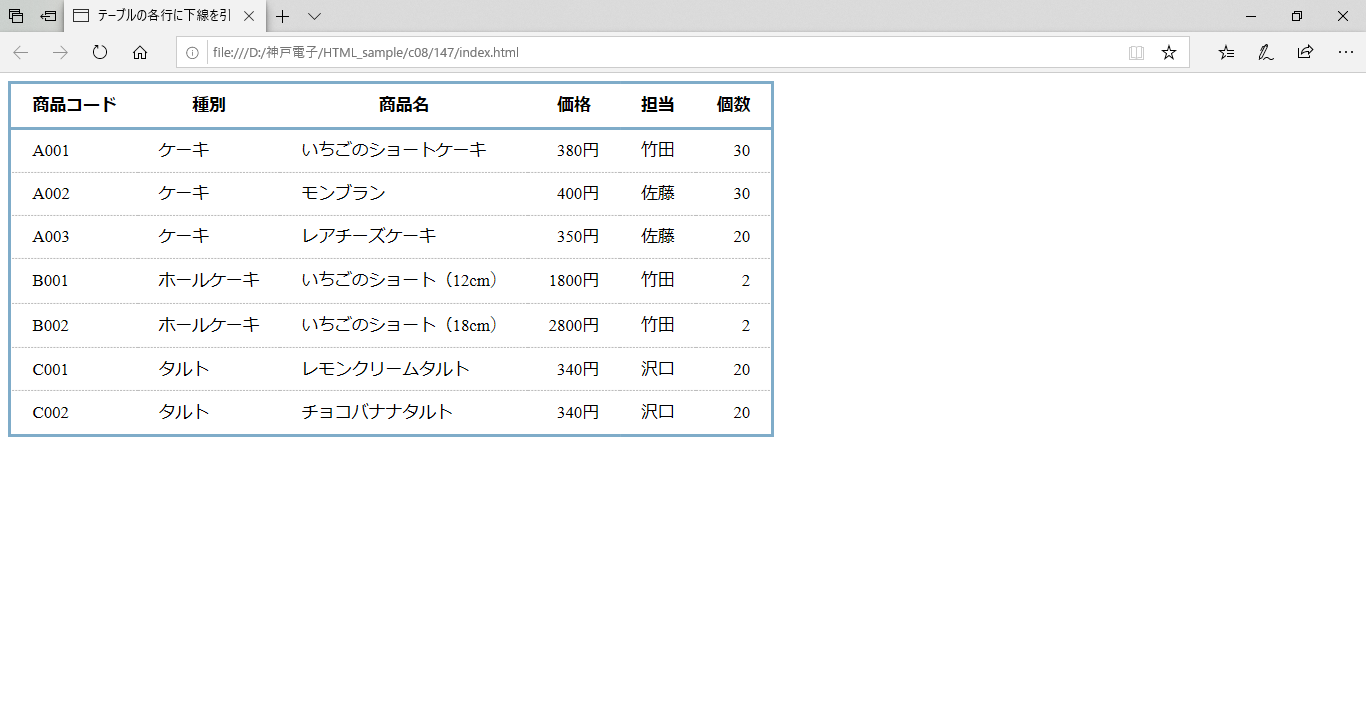 テーブルの各行に下線を引
file:///D:/神戸電子/HTML_sample/c08/147/index.html
商品コード 種別 商品名 価格 担当 個数
A001 ケーキ いちごのショートケーキ 380円 竹田 30
A002 ケーキ モンブラン 400円 佐藤 30
A003 ケーキ レアチーズケーキ 350円 佐藤 20
B001 ホールケーキ いちごのショート（12cm） 1800円 竹田 2
B002 ホールケーキ いちごのショート（18cm） 2800円 竹田 2
C001 タルト レモンクリームタルト 340円 沢口 20
C002 タルト チョコバナナタルト 340円 沢口 20